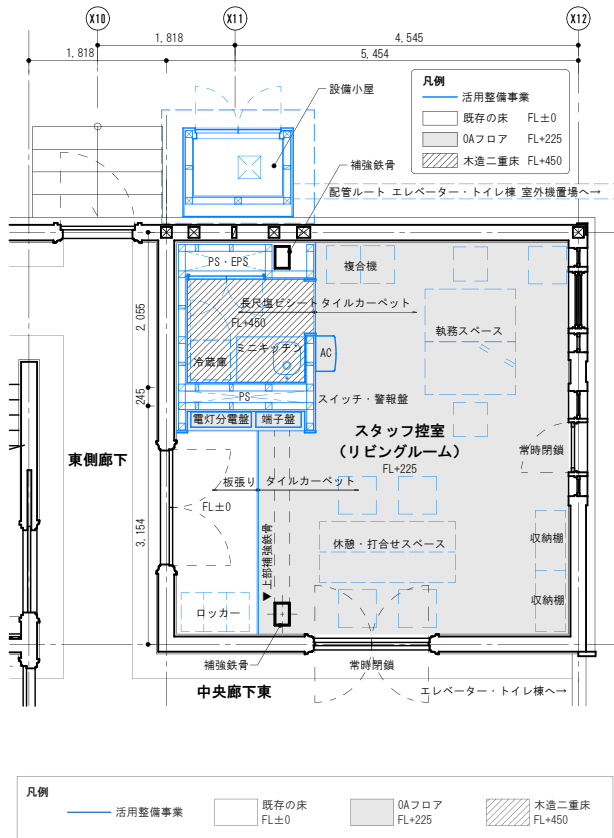 X10
X11
X12
1,818
4,545
1,818
5,454
凡例
活用整備事業
既存の床 FL±0
OAフロア FL+225
木造二重床 FL+450
設備小屋
補強鉄骨
配管ルート エレベーター・トイレ棟 室外機置場へ→
PS・EPS
複合機
長尺塩ビシート
タイルカーペット
FL+450
執務スペース
2,055
ミニキッチン
冷蔵庫
AC
245
PS
スイッチ・警報盤
電灯分電盤
端子盤
スタッフ控室
(リビングルーム)
FL+225
常時閉鎖
東側廊下
板張り
タイルカーペット
FL±0
3,154
上部補強鉄骨
休憩・打合せスペース
収納棚
収納棚
ロッカー
補強鉄骨
常時閉鎖
中央廊下東
エレベーター・トイレ棟へ→
凡例
活用整備事業
既存の床
FL±0
OAフロア
FL+225
木造二重床
FL+450